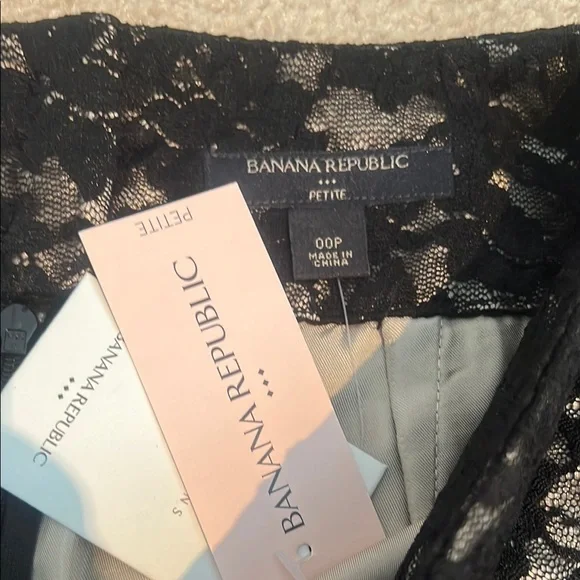 BANANA REPUBLIC
PETITE
00P
MADE IN
CHINA
PETITE
BANANA REPUBLIC
BANANA REPUBLIC